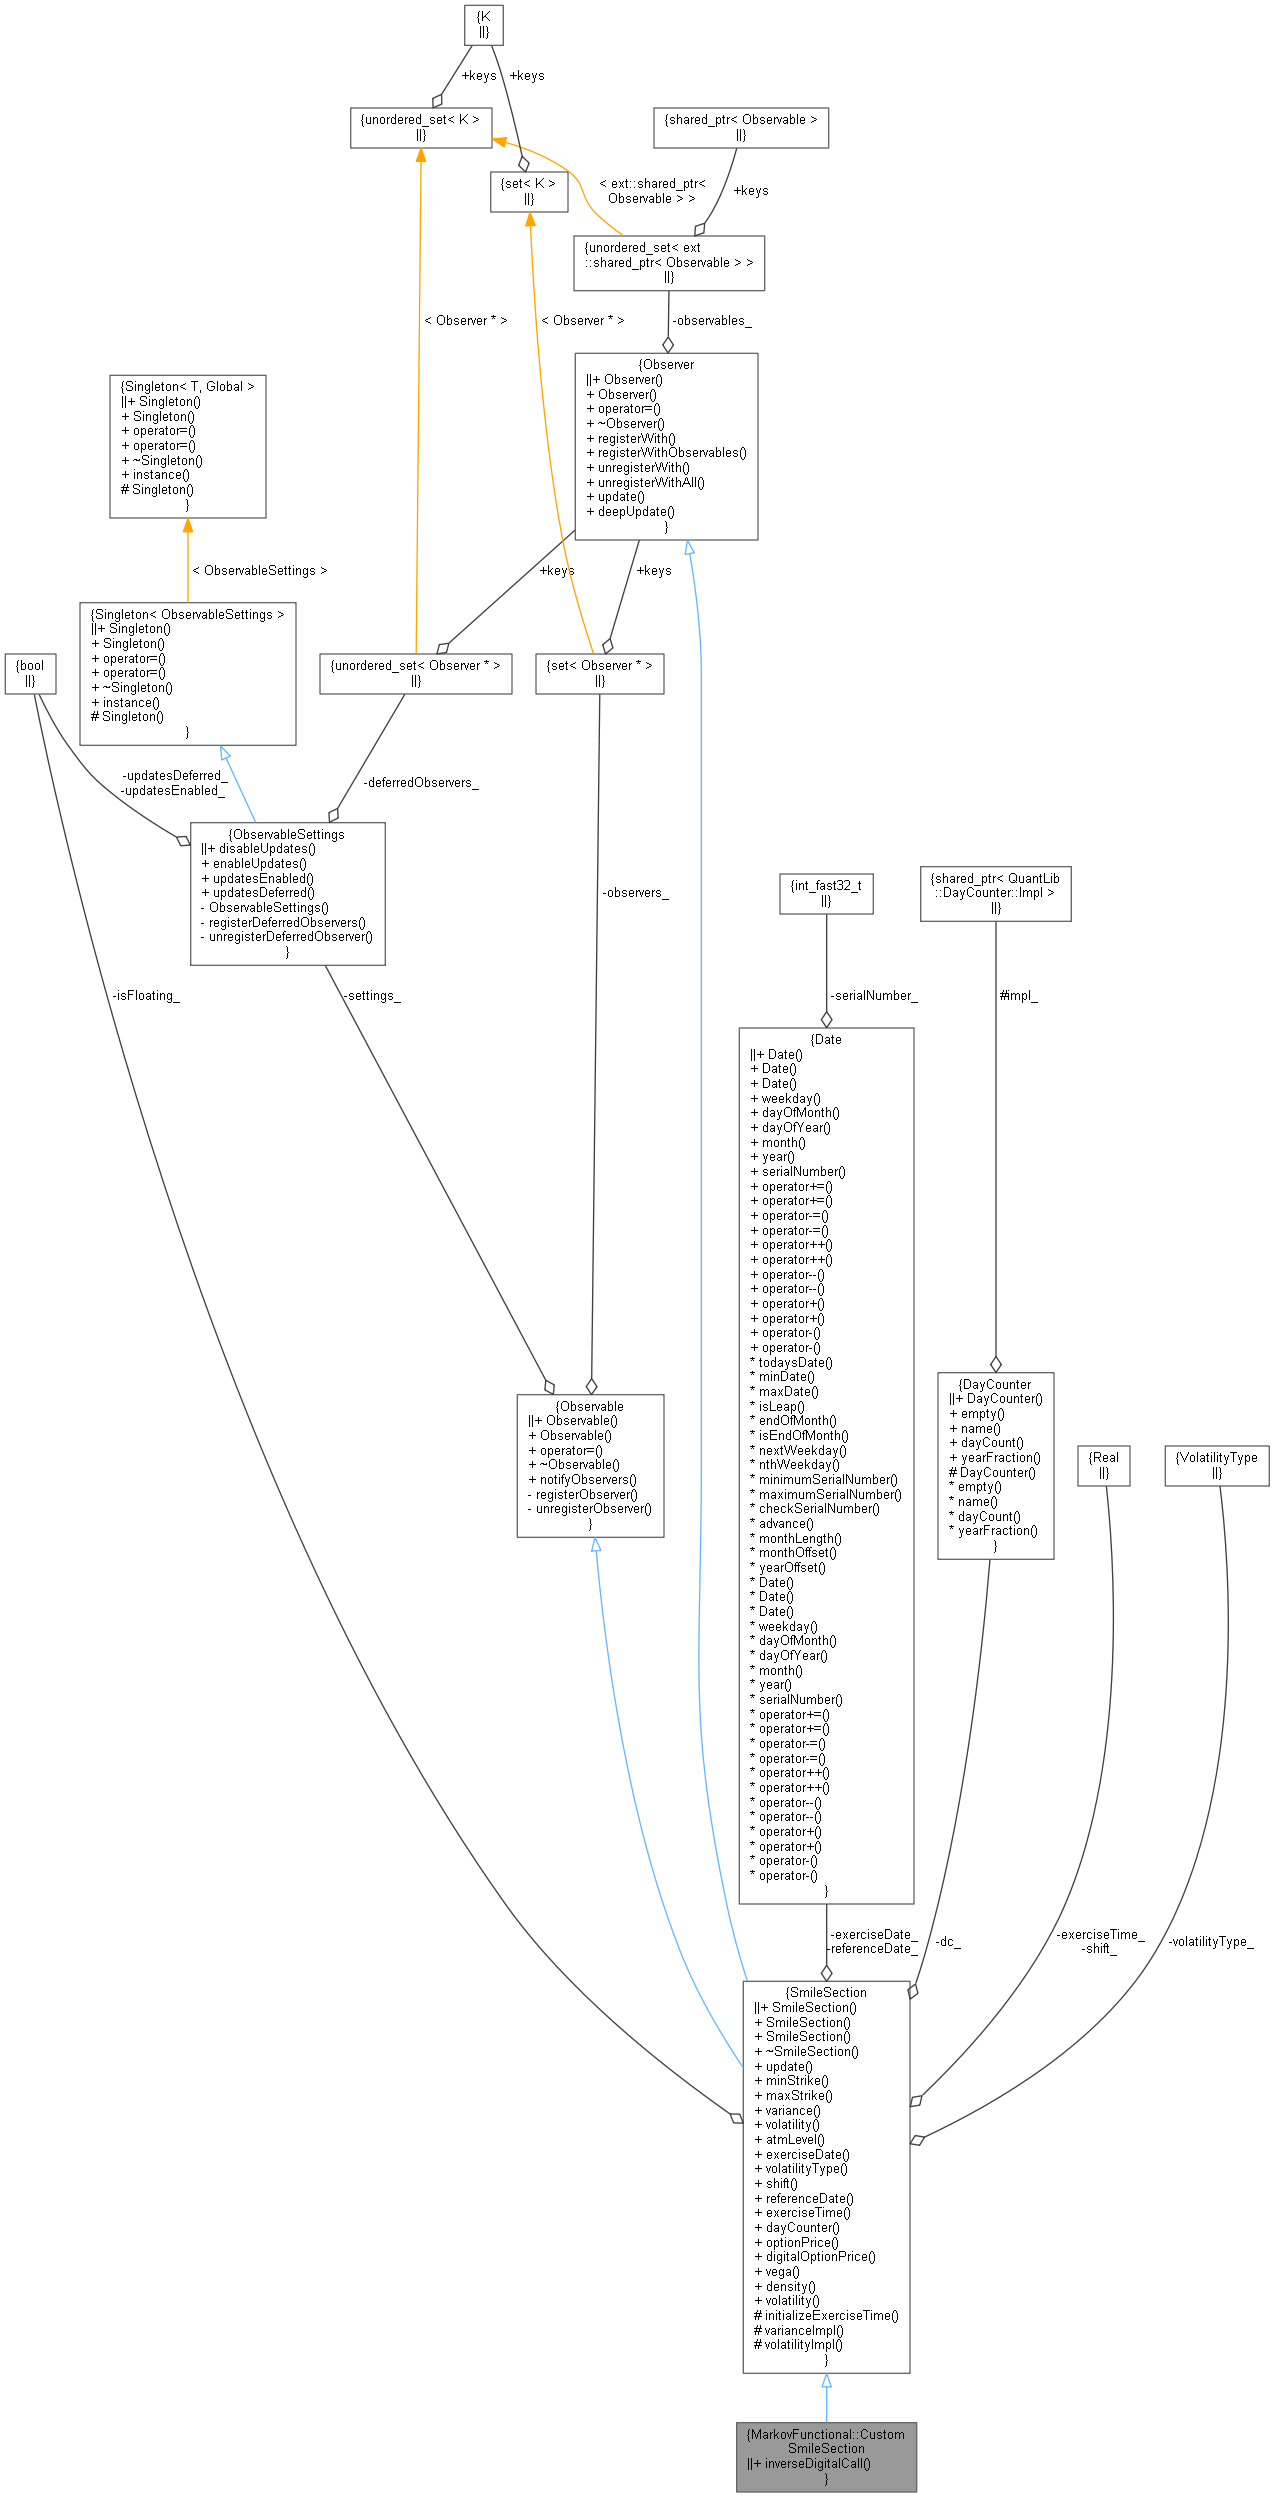 {K
||}
+keys
+keys
{unordered_set< K >
||}
{shared_ptr< Observable >
||}
{set< K >
||}
< ext::shared_ptr<
Observable > >
+keys
{unordered_set< ext
::shared_ptr< Observable > >
||}
< Observer * >
< Observer * >
-observables_
{Observer
||+ Observer()
+ Observer()
+ operator=()
+ ~Observer()
+ registerWith()
+ registerWithObservables()
+ unregisterWith()
+ unregisterWithAll()
+ update()
+ deepUpdate()
}
{Singleton< T, Global >
||+ Singleton()
+ Singleton()
+ operator=()
+ operator=()
+ ~Singleton()
+ instance()
# Singleton()
}
< ObservableSettings >
+keys
+keys
{Singleton< ObservableSettings >
||+ Singleton()
+ Singleton()
+ operator=()
+ operator=()
+ ~Singleton()
+ instance()
# Singleton()
}
{bool
||}
{unordered_set< Observer * >
||}
{set< Observer * >
||}
-updatesDeferred_
-updatesEnabled_
-deferredObservers_
{ObservableSettings
||+ disableUpdates()
+ enableUpdates()
+ updatesEnabled()
+ updatesDeferred()
- ObservableSettings()
- registerDeferredObservers()
- unregisterDeferredObserver()
}
-observers_
{int_fast32_t
||}
{shared_ptr< QuantLib
::DayCounter::Impl >
||}
-isFloating_
-settings_
-serialNumber_
#impl_
{Date
||+ Date()
+ Date()
+ Date()
+ weekday()
+ dayOfMonth()
+ dayOfYear()
+ month()
+ year()
+ serialNumber()
+ operator+=()
+ operator+=()
+ operator-=()
+ operator-=()
+ operator++()
+ operator++()
+ operator--()
+ operator--()
+ operator+()
+ operator+()
+ operator-()
+ operator-()
* todaysDate()
* minDate()
* maxDate()
* isLeap()
* endOfMonth()
* isEndOfMonth()
* nextWeekday()
* nthWeekday()
* minimumSerialNumber()
* maximumSerialNumber()
* checkSerialNumber()
* advance()
* monthLength()
* monthOffset()
* yearOffset()
* Date()
* Date()
* Date()
* weekday()
* dayOfMonth()
* dayOfYear()
* month()
* year()
* serialNumber()
* operator+=()
* operator+=()
* operator-=()
* operator-=()
* operator++()
* operator++()
* operator--()
* operator--()
* operator+()
* operator+()
* operator-()
* operator-()
}
{Observable
||+ Observable()
+ Observable()
+ operator=()
+ ~Observable()
+ notifyObservers()
- registerObserver()
- unregisterObserver()
}
{DayCounter
||+ DayCounter()
+ empty()
+ name()
+ dayCount()
+ yearFraction()
# DayCounter()
* empty()
* name()
* dayCount()
* yearFraction()
}
{Real
||}
{VolatilityType
||}
-exerciseDate_
-referenceDate_
-dc_
-exerciseTime_
-shift_
-volatilityType_
{SmileSection
||+ SmileSection()
+ SmileSection()
+ SmileSection()
+ ~SmileSection()
+ update()
+ minStrike()
+ maxStrike()
+ variance()
+ volatility()
+ atmLevel()
+ exerciseDate()
+ volatilityType()
+ shift()
+ referenceDate()
+ exerciseTime()
+ dayCounter()
+ optionPrice()
+ digitalOptionPrice()
+ vega()
+ density()
+ volatility()
# initializeExerciseTime()
# varianceImpl()
# volatilityImpl()
}
{MarkovFunctional::Custom
SmileSection
||+ inverseDigitalCall()
}